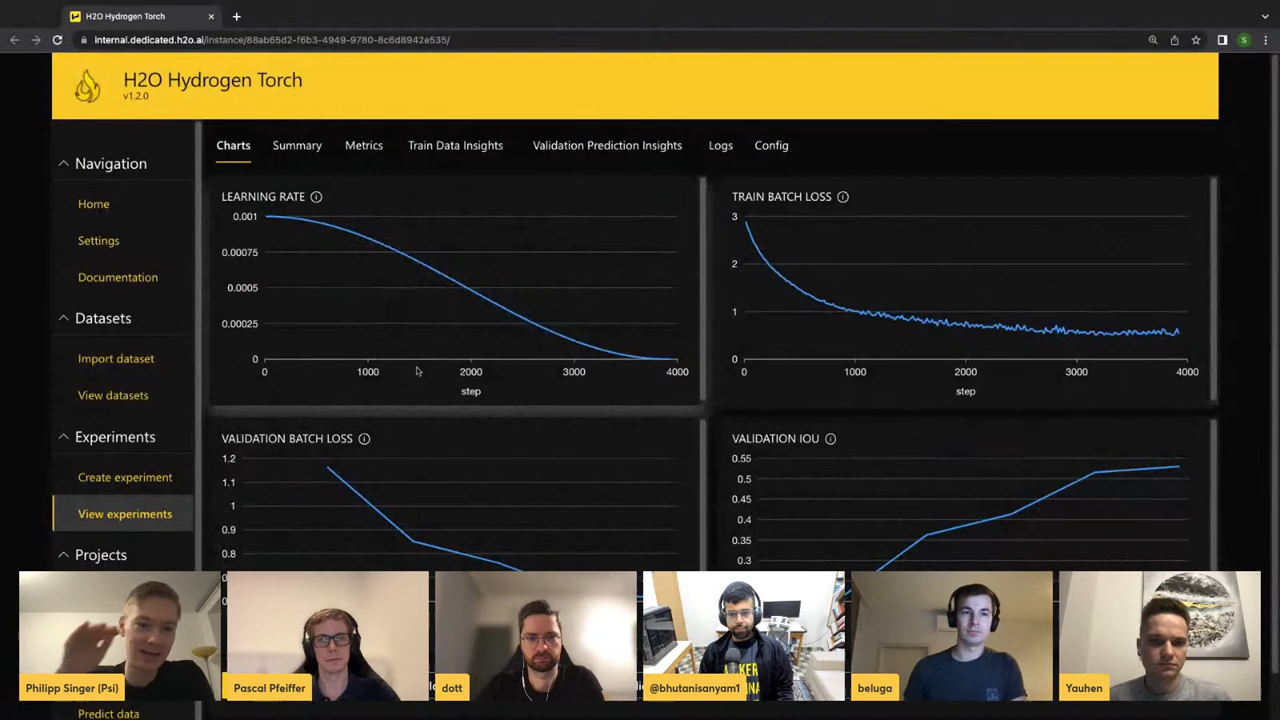 H2O Hydrogen Torch
internal.dedicated.h2o.ai/instance/88ab65d2-f6b3-4949-9780-8c6d8942e535/
S
H2O Hydrogen Torch
v1.2.0
Navigation
Home
Settings
Documentation
Datasets
Import dataset
View datasets
Experiments
Create experiment
View experiments
Projects
Predict data
Charts Summary Metrics Train Data Insights Validation Prediction Insights Logs Config
LEARNING RATE
0.001
0.00075
0.0005
0.00025
0
0 1000 2000 3000 4000
step
TRAIN BATCH LOSS
3
2
1
0
0 1000 2000 3000 4000
step
VALIDATION BATCH LOSS
1.2
1.1
1
0.9
0.8
VALIDATION IOU
0.55
0.5
0.45
0.4
0.35
0.3
Philipp Singer (Psi)
Pascal Pfeiffer
dott
@bhutanisanyam1
beluga
Yauhen